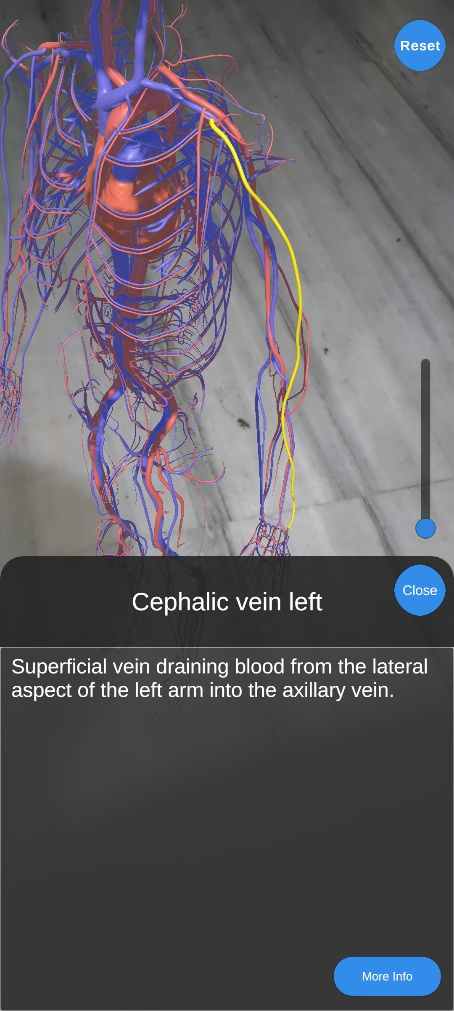 Reset
Cephalic vein left
Close
Superficial vein draining blood from the lateral
aspect of the left arm into the axillary vein.
More Info